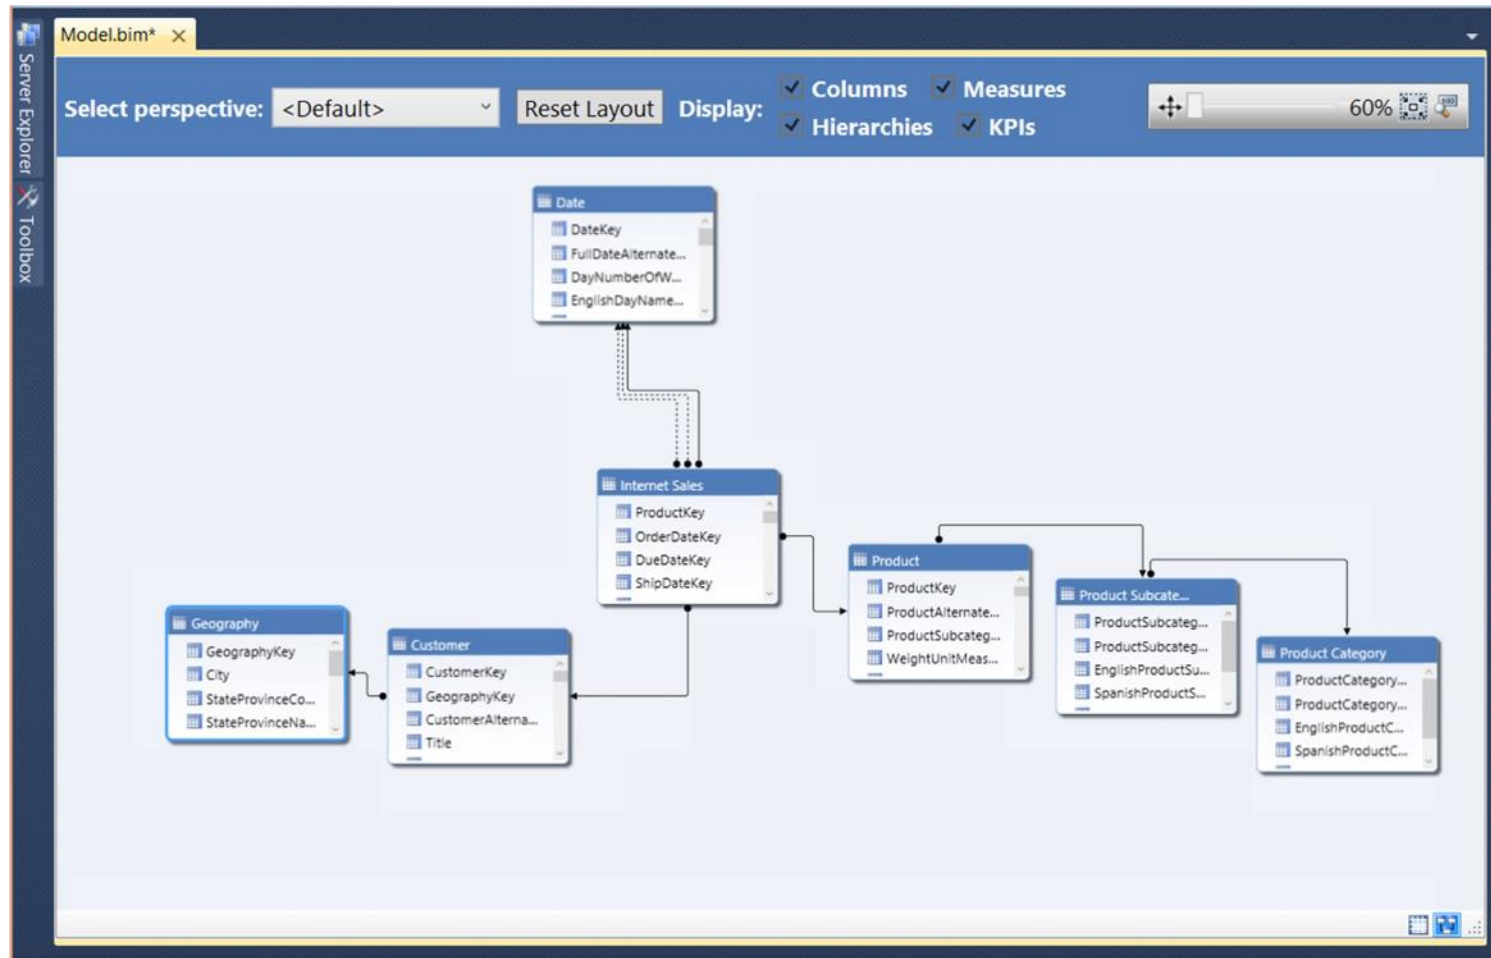 Model.bim*
Server Explorer
Toolbox
Select perspective: <Default> Reset Layout Display: Columns Measures
Hierarchies KPIs
60%
Date
DateKey
FullDateAlternate...
DayNumberOfW...
EnglishDayName...
Internet Sales
ProductKey
OrderDateKey
DueDateKey
ShipDateKey
Product
ProductKey
ProductAlternate...
ProductSubcateg...
WeightUnitMeas...
Product Subcate...
ProductSubcateg...
ProductSubcateg...
EnglishProductSu...
SpanishProductS...
Product Category
ProductCategory...
ProductCategory...
EnglishProductC...
SpanishProductC...
Geography
GeographyKey
City
StateProvinceCo...
StateProvinceNa...
Customer
CustomerKey
GeographyKey
CustomerAlterna...
Title